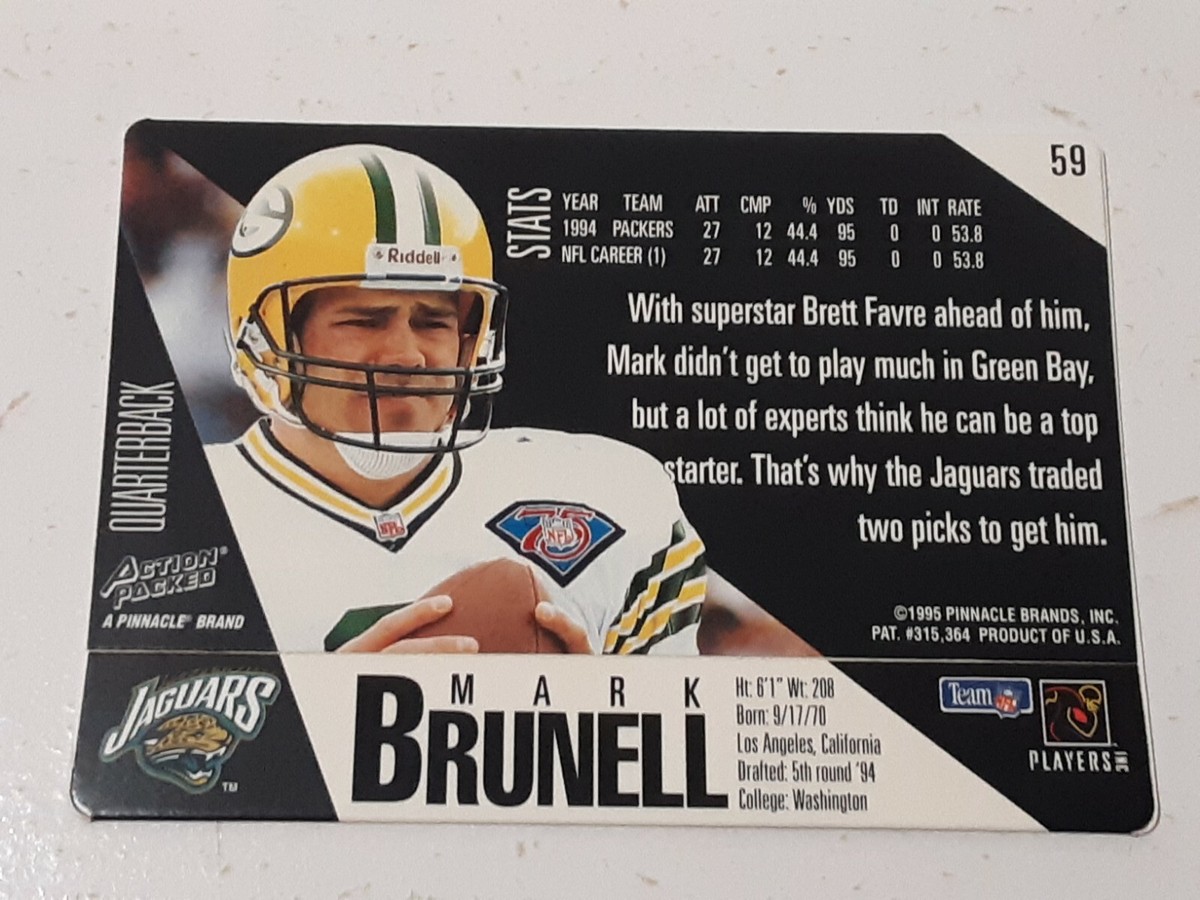 59
STATS
YEAR TEAM ATT CMP % YDS TD INT RATE
1994 PACKERS 27 12 44.4 95 0 0 53.8
NFL CAREER (1) 27 12 44.4 95 0 0 53.8
Riddell
With superstar Brett Favre ahead of him,
Mark didn't get to play much in Green Bay,
but a lot of experts think he can be a top
starter. That's why the Jaguars traded
two picks to get him.
QUARTERBACK
NFL
75
NFL
ACTION
PACKED®
A PINNACLE® BRAND
©1995 PINNACLE BRANDS, INC.
PAT. #315,364 PRODUCT OF U.S.A.
JAGUARS
TM
MARK
BRUNELL
Ht: 6'1" Wt: 208
Born: 9/17/70
Los Angeles, California
Drafted: 5th round '94
College: Washington
Team NFL
PLAYERS INC